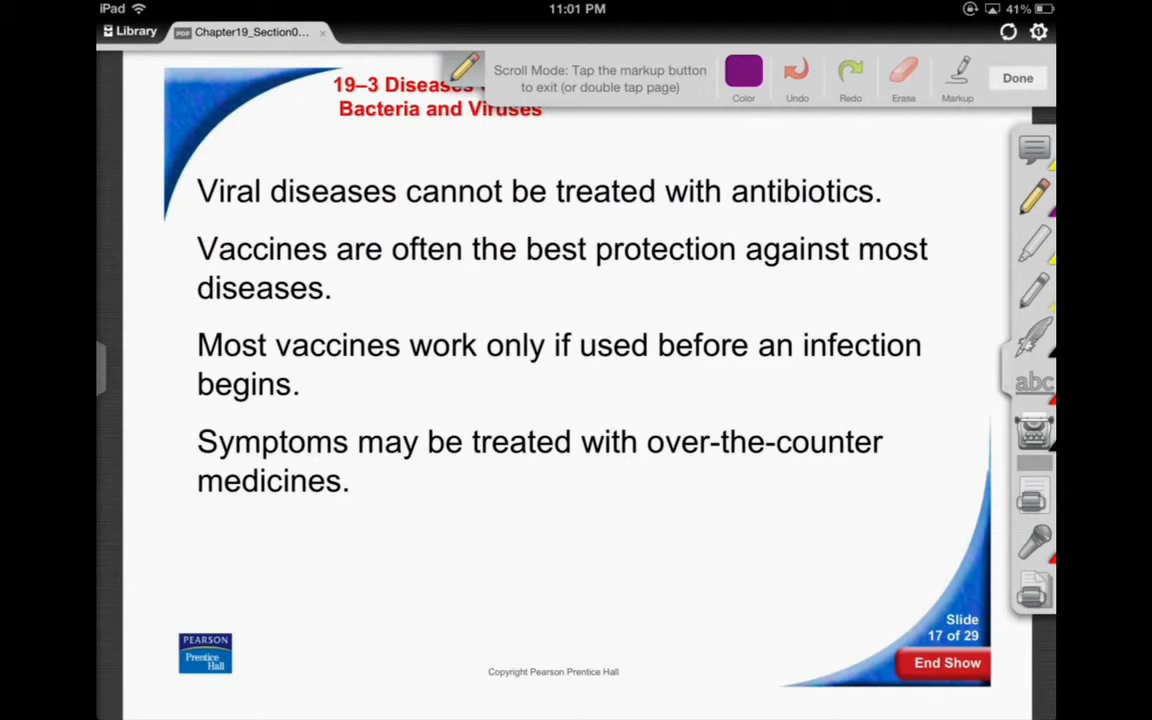 iPad
11:01 PM
41%
Library
PDF Chapter19_Section0... ×
Scroll Mode: Tap the markup button
to exit (or double tap page)
Color
Undo
Redo
Erase
Markup
Done
19–3 Diseases
Bacteria and Viruses
Viral diseases cannot be treated with antibiotics.
Vaccines are often the best protection against most
diseases.
Most vaccines work only if used before an infection
begins.
Symptoms may be treated with over-the-counter
medicines.
abc
Slide
17 of 29
End Show
PEARSON
Prentice
Hall
Copyright Pearson Prentice Hall